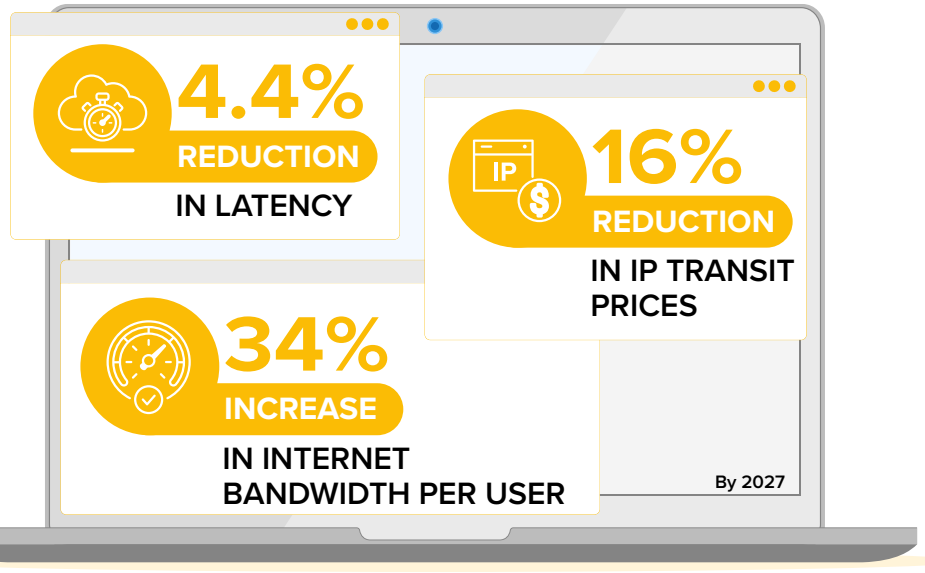 4.4%
REDUCTION
IN LATENCY
IP
$
16%
REDUCTION
IN IP TRANSIT
PRICES
34%
INCREASE
IN INTERNET
BANDWIDTH PER USER
By 2027